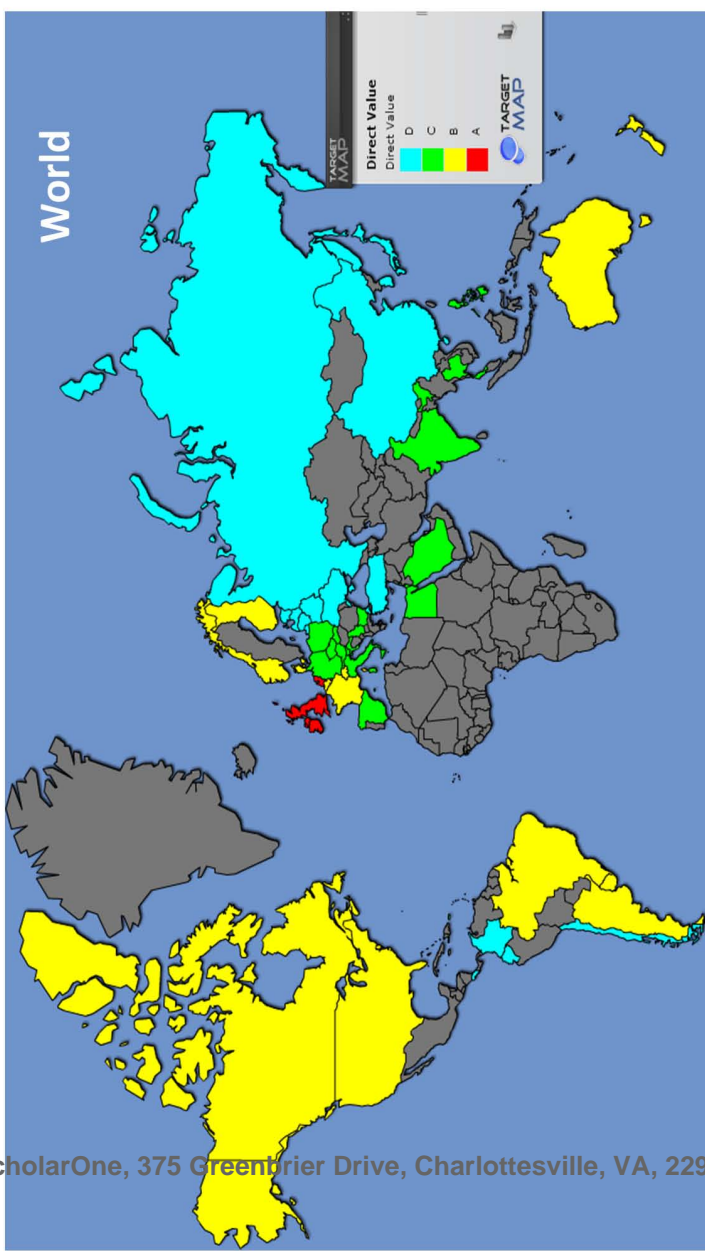 World
TARGET
MAP
Direct Value
Direct Value
D
C
B
A
TARGET
MAP
cholarOne, 375 Greenbrier Drive, Charlottesville, VA, 229